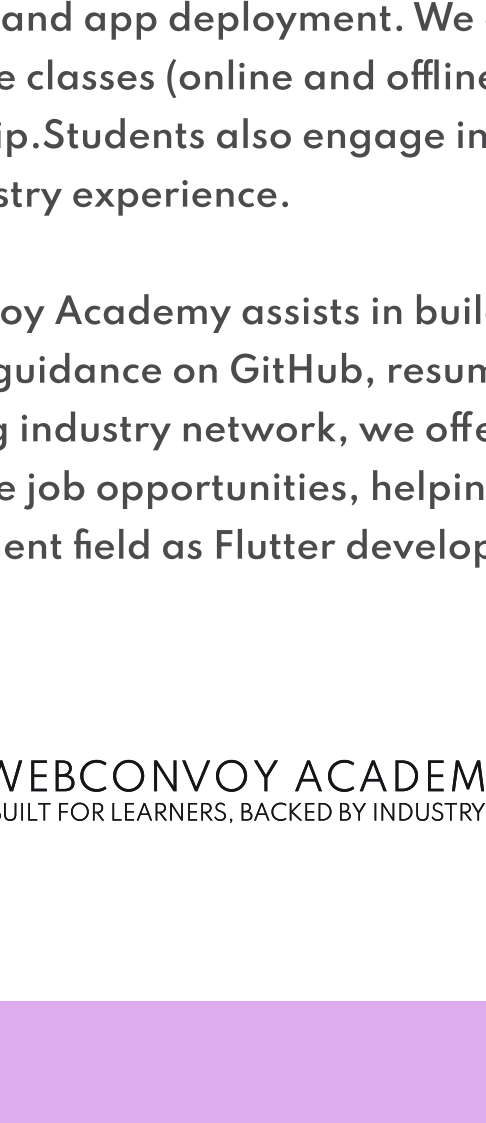 and app deployment. We
e classes (online and offline
ip.Students also engage in
stry experience.
oy Academy assists in buil
guidance on GitHub, resum
g industry network, we offe
e job opportunities, helpin
ent field as Flutter develop
WEBCONVOY ACADEM
BUILT FOR LEARNERS, BACKED BY INDUSTRY